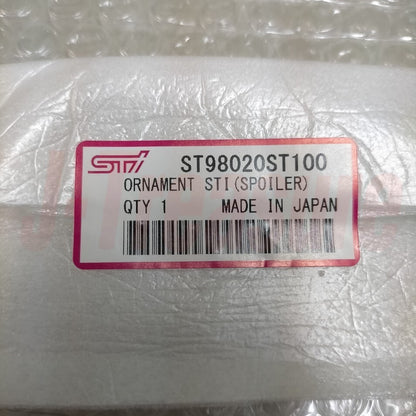 STI ST98020ST100
ORNAMENT STI(SPOILER)
QTY 1 MADE IN JAPAN